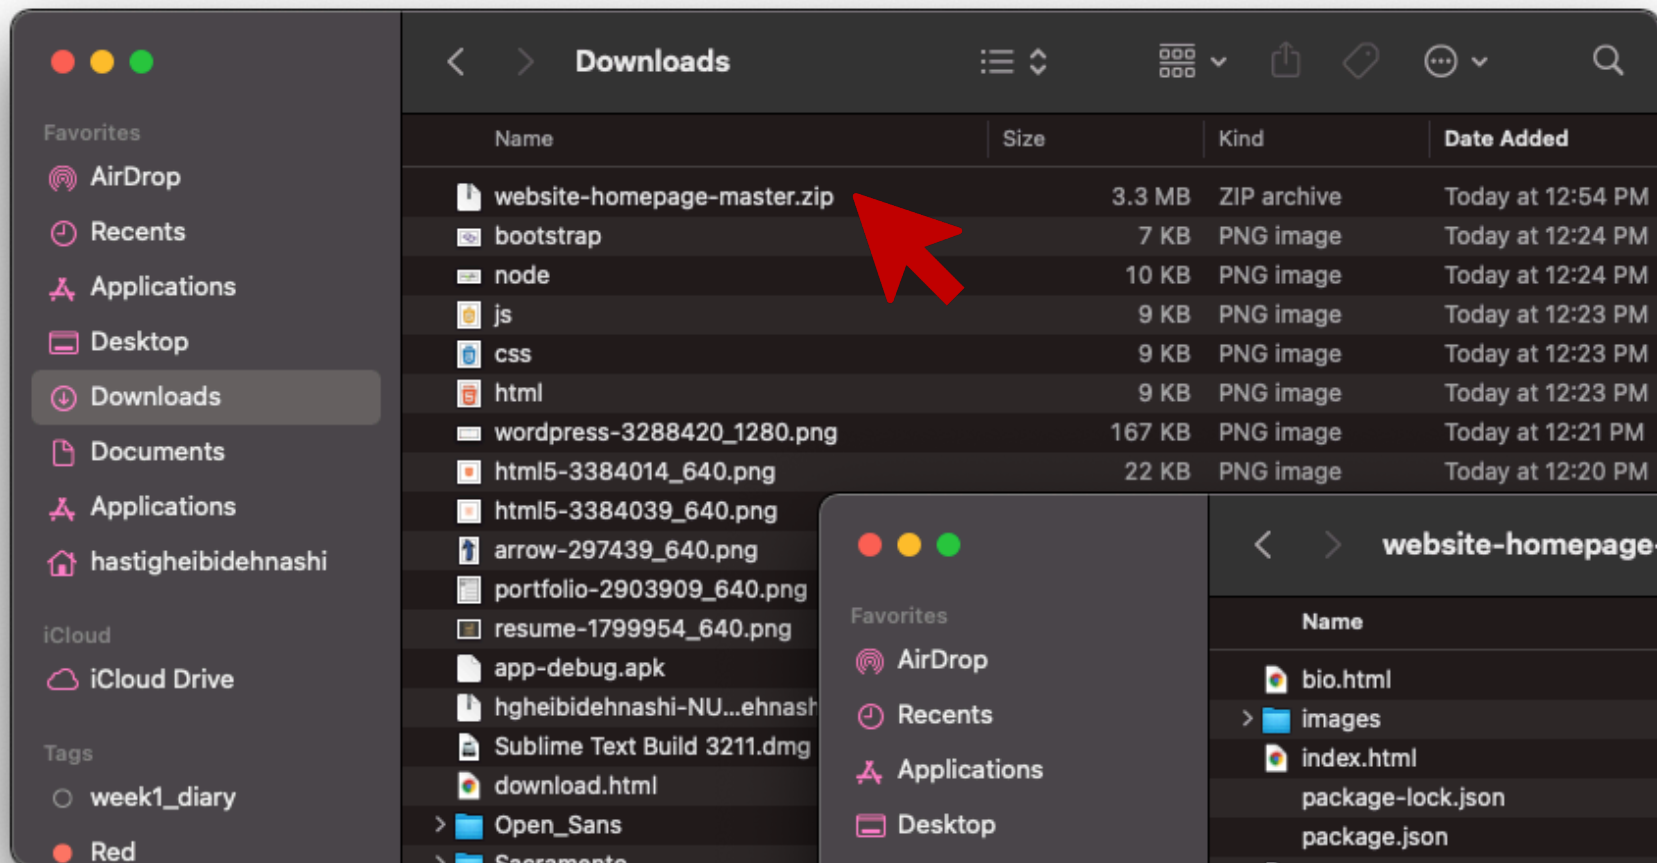 Downloads
Favorites
AirDrop
Recents
Applications
Desktop
Downloads
Documents
Applications
hastigheibidehnashi
iCloud
iCloud Drive
Tags
week1_diary
Red
Name Size Kind Date Added
website-homepage-master.zip 3.3 MB ZIP archive Today at 12:54 PM
bootstrap 7 KB PNG image Today at 12:24 PM
node 10 KB PNG image Today at 12:24 PM
js 9 KB PNG image Today at 12:23 PM
css 9 KB PNG image Today at 12:23 PM
html 9 KB PNG image Today at 12:23 PM
wordpress-3288420_1280.png 167 KB PNG image Today at 12:21 PM
html5-3384014_640.png 22 KB PNG image Today at 12:20 PM
html5-3384039_640.png
arrow-297439_640.png
portfolio-2903909_640.png
resume-1799954_640.png
app-debug.apk
hgheibidehnashi-NU...ehnash
Sublime Text Build 3211.dmg
download.html
Open_Sans
Sacramento
website-homepage-
Favorites
AirDrop
Recents
Applications
Desktop
Name
bio.html
images
index.html
package-lock.json
package.json